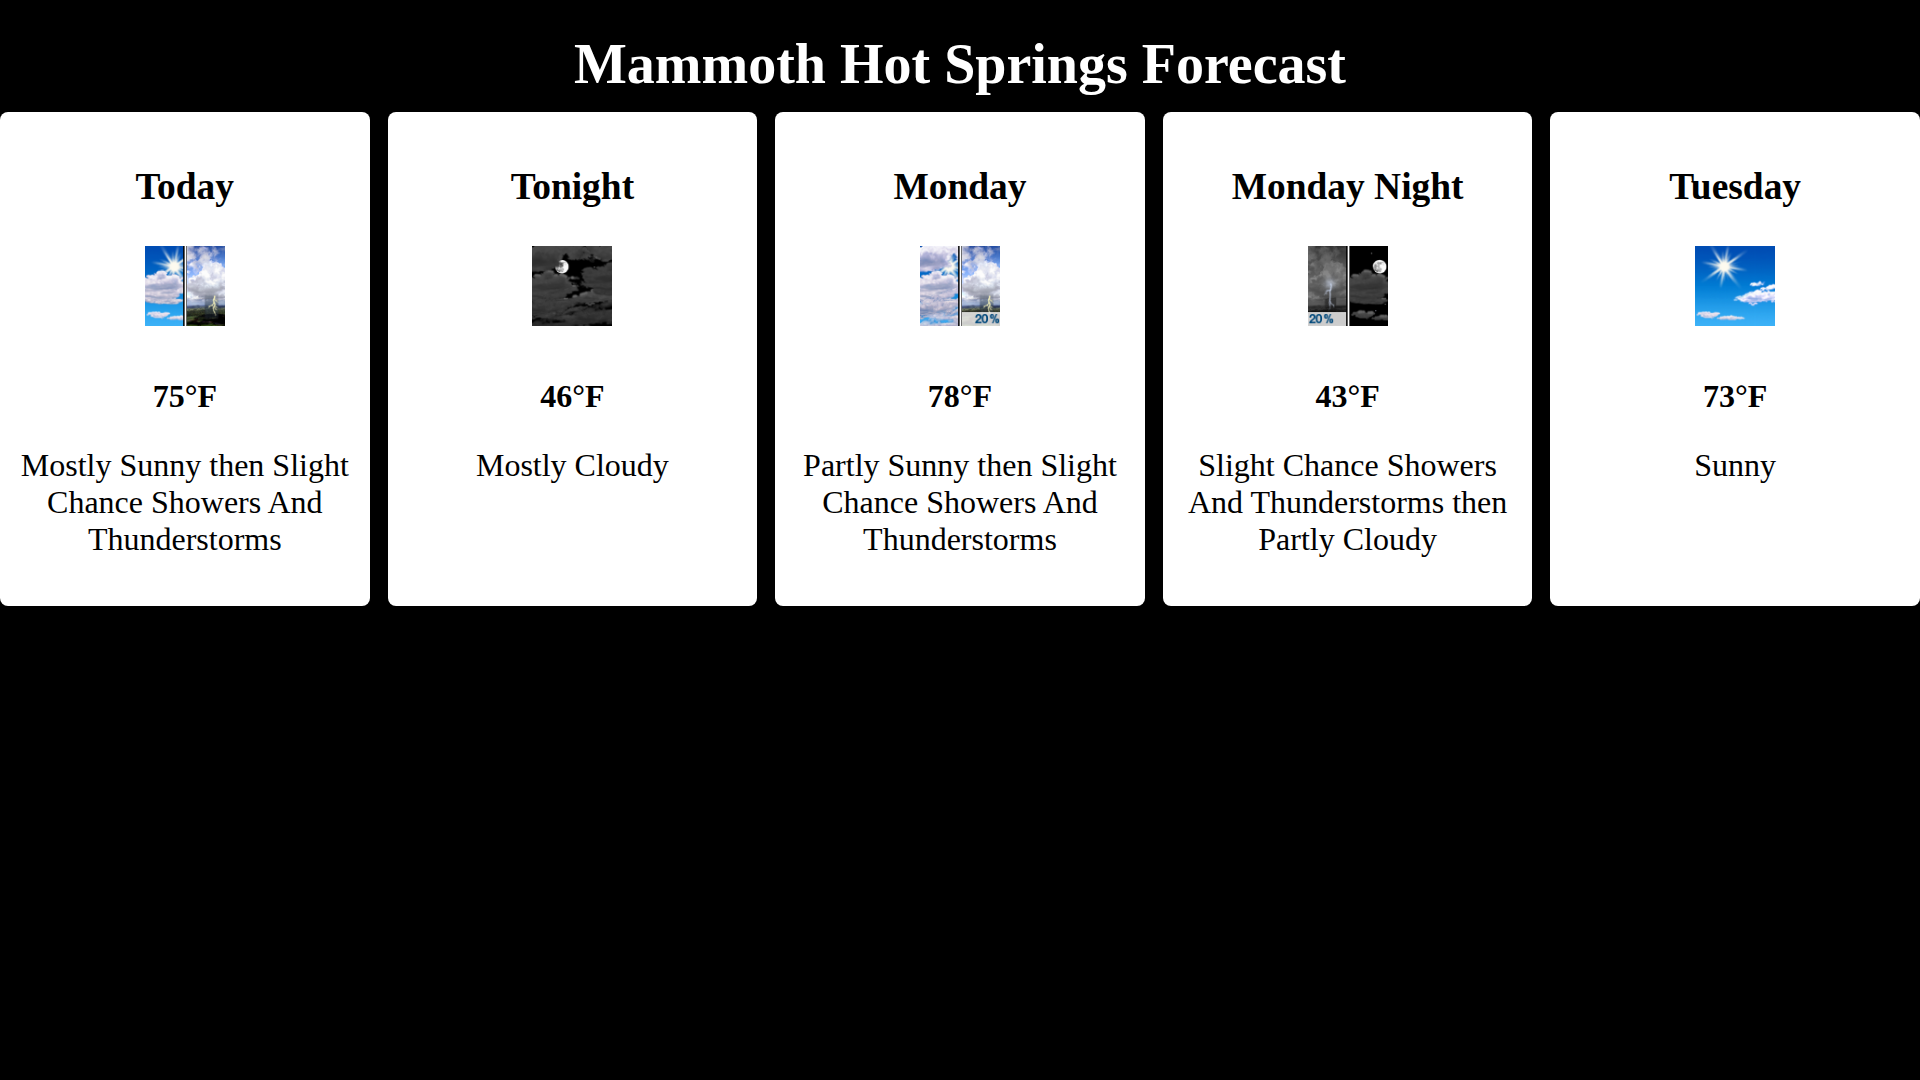 Mammoth Hot Springs Forecast
Today
75°F
Mostly Sunny then Slight
Chance Showers And
Thunderstorms
Tonight
46°F
Mostly Cloudy
Monday
20%
78°F
Partly Sunny then Slight
Chance Showers And
Thunderstorms
Monday Night
20%
43°F
Slight Chance Showers
And Thunderstorms then
Partly Cloudy
Tuesday
73°F
Sunny